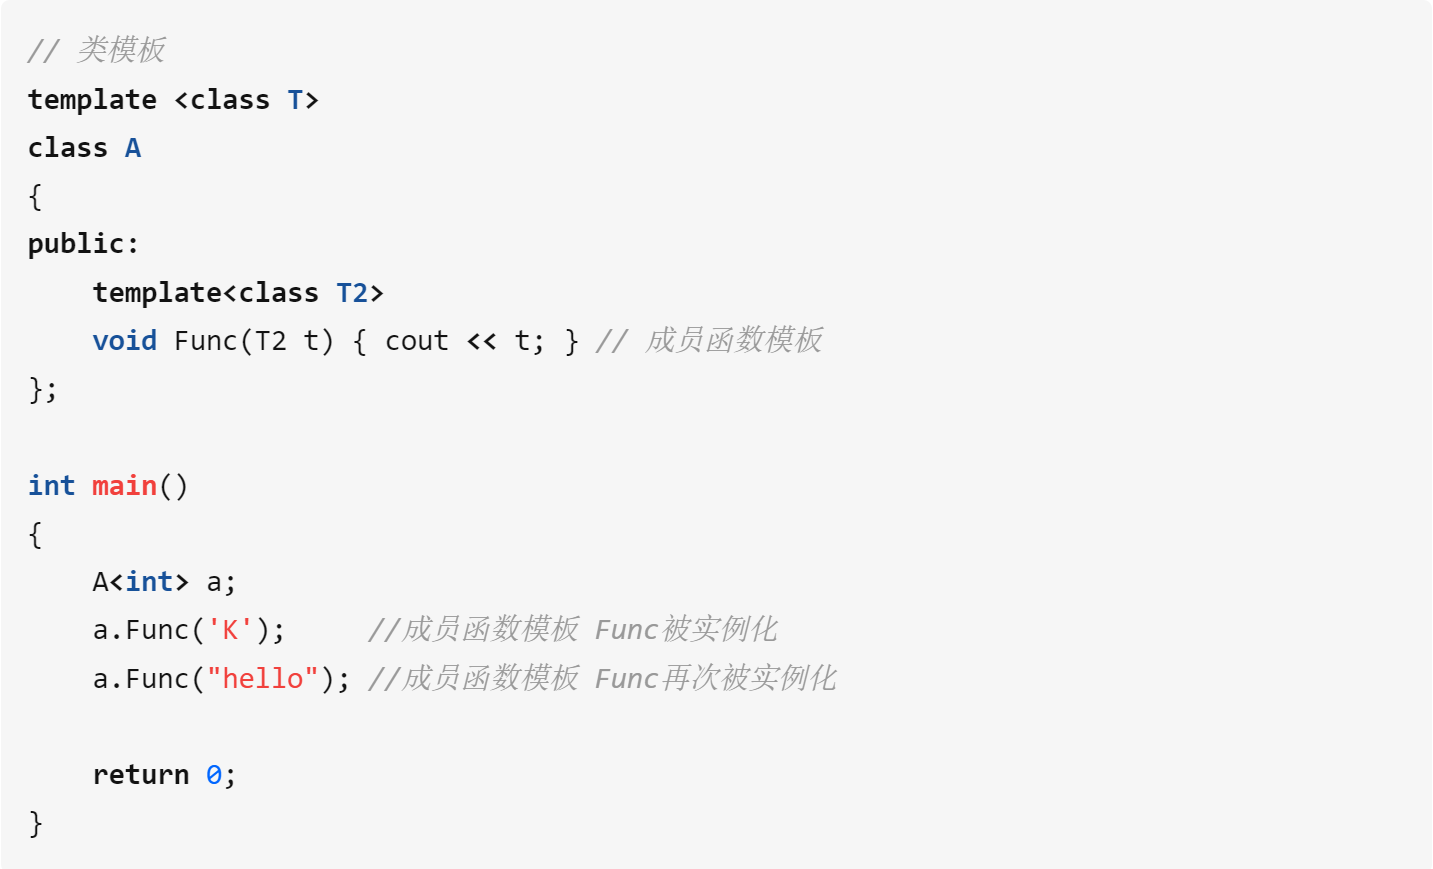 // 类模板
template <class T>
class A
{
public:
    template<class T2>
    void Func(T2 t) { cout << t; } // 成员函数模板
};
int main()
{
    A<int> a;
    a.Func('K');     //成员函数模板 Func被实例化
    a.Func("hello"); //成员函数模板 Func再次被实例化
    return 0;
}